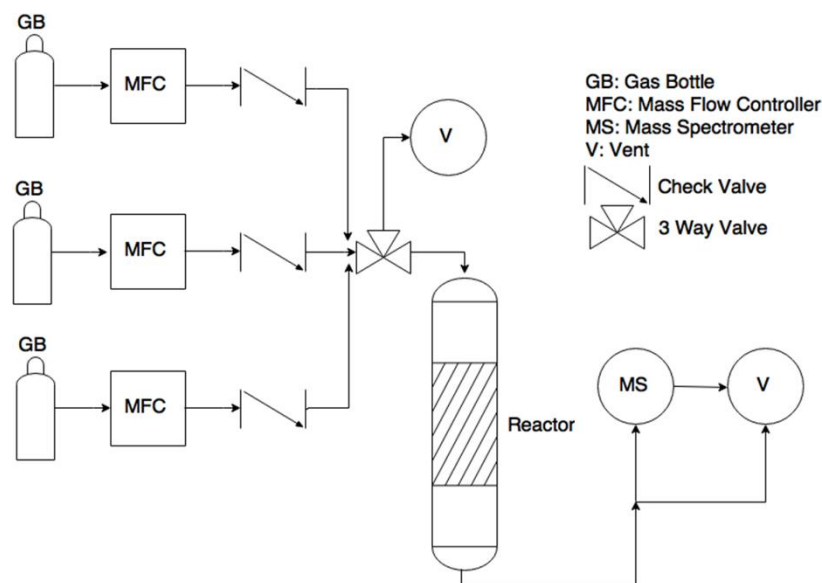 GB
MFC
GB
MFC
GB
MFC
V
GB: Gas Bottle
MFC: Mass Flow Controller
MS: Mass Spectrometer
V: Vent
Check Valve
3 Way Valve
Reactor
MS
V